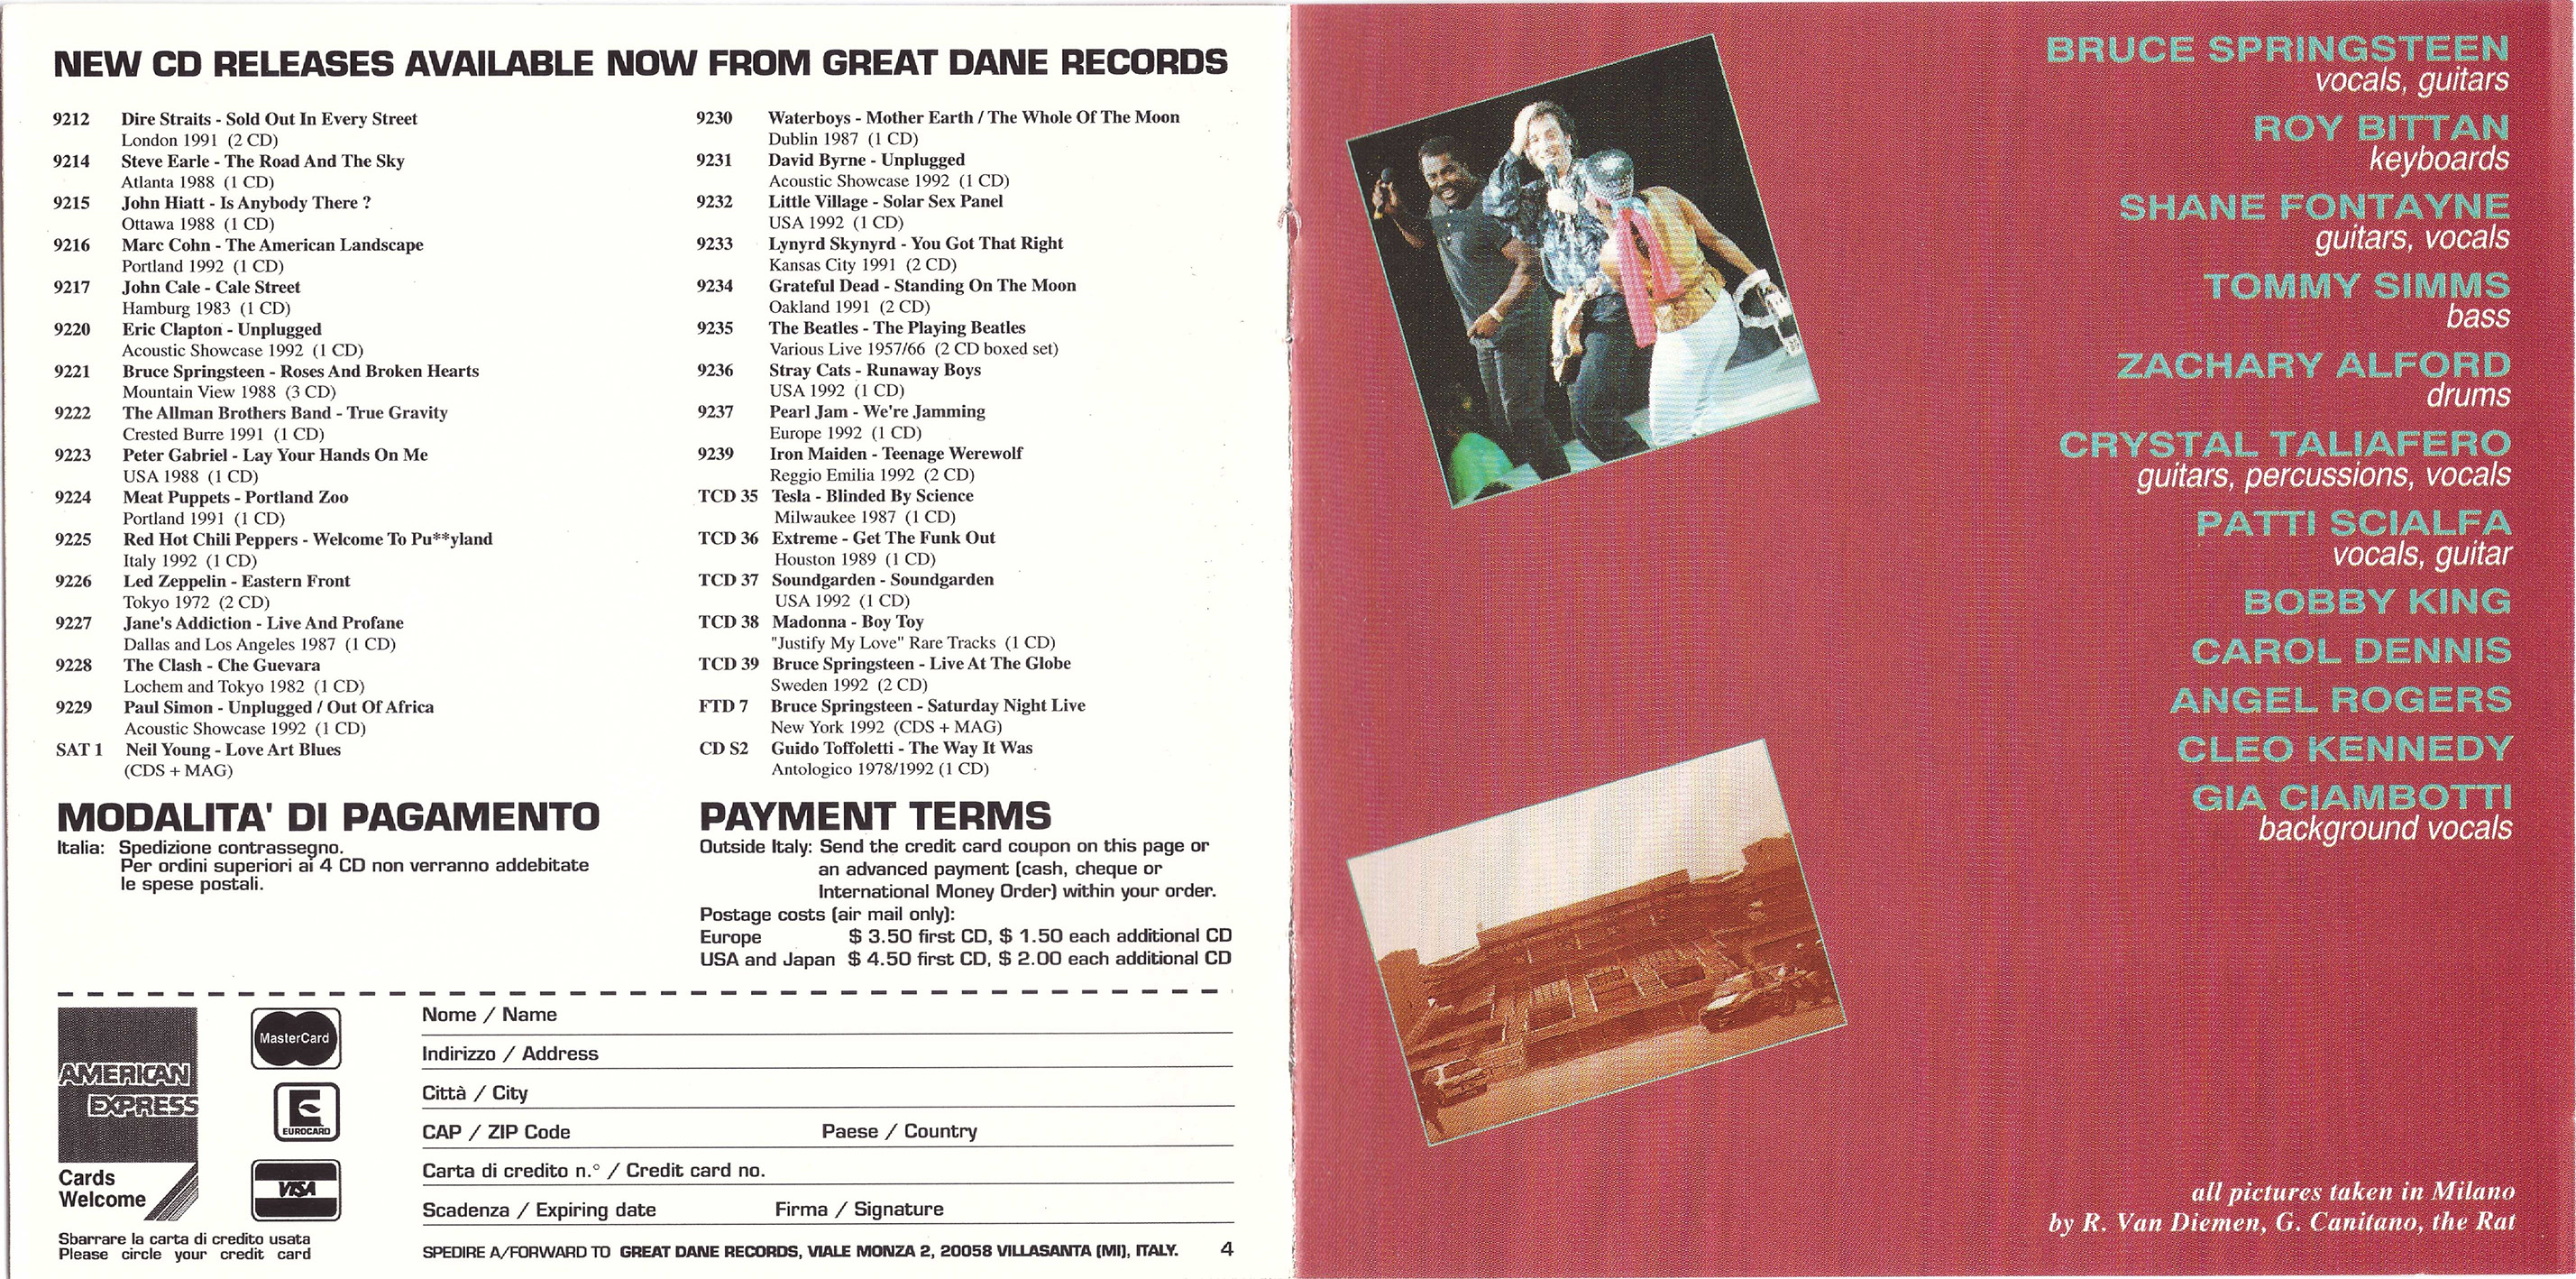 NEW CD RELEASES AVAILABLE NOW FROM GREAT DANE RECORDS
9212 Dire Straits - Sold Out In Every Street
London 1991 (2 CD)
9214 Steve Earle - The Road And The Sky
Atlanta 1988 (1 CD)
9215 John Hiatt - Is Anybody There ?
Ottawa 1988 (1 CD)
9216 Marc Cohn - The American Landscape
Portland 1992 (1 CD)
9217 John Cale - Cale Street
Hamburg 1983 (1 CD)
9220 Eric Clapton - Unplugged
Acoustic Showcase 1992 (1 CD)
9221 Bruce Springsteen - Roses And Broken Hearts
Mountain View 1988 (3 CD)
9222 The Allman Brothers Band - True Gravity
Crested Burre 1991 (1 CD)
9223 Peter Gabriel - Lay Your Hands On Me
USA 1988 (1 CD)
9224 Meat Puppets - Portland Zoo
Portland 1991 (1 CD)
9225 Red Hot Chili Peppers - Welcome To Pu**yland
Italy 1992 (1 CD)
9226 Led Zeppelin - Eastern Front
Tokyo 1972 (2 CD)
9227 Jane's Addiction - Live And Profane
Dallas and Los Angeles 1987 (1 CD)
9228 The Clash - Che Guevara
Lochem and Tokyo 1982 (1 CD)
9229 Paul Simon - Unplugged / Out Of Africa
Acoustic Showcase 1992 (1 CD)
SAT 1 Neil Young - Love Art Blues
(CDS + MAG)
9230 Waterboys - Mother Earth / The Whole Of The Moon
Dublin 1987 (1 CD)
9231 David Byrne - Unplugged
Acoustic Showcase 1992 (1 CD)
9232 Little Village - Solar Sex Panel
USA 1992 (1 CD)
9233 Lynyrd Skynyrd - You Got That Right
Kansas City 1991 (2 CD)
9234 Grateful Dead - Standing On The Moon
Oakland 1991 (2 CD)
9235 The Beatles - The Playing Beatles
Various Live 1957/66 (2 CD boxed set)
9236 Stray Cats - Runaway Boys
USA 1992 (1 CD)
9237 Pearl Jam - We're Jamming
Europe 1992 (1 CD)
9239 Iron Maiden - Teenage Werewolf
Reggio Emilia 1992 (2 CD)
TCD 35 Tesla - Blinded By Science
Milwaukee 1987 (1 CD)
TCD 36 Extreme - Get The Funk Out
Houston 1989 (1 CD)
TCD 37 Soundgarden - Soundgarden
USA 1992 (1 CD)
TCD 38 Madonna - Boy Toy
"Justify My Love" Rare Tracks (1 CD)
TCD 39 Bruce Springsteen - Live At The Globe
Sweden 1992 (2 CD)
FTD 7 Bruce Springsteen - Saturday Night Live
New York 1992 (CDS + MAG)
CD S2 Guido Toffoletti - The Way It Was
Antologico 1978/1992 (1 CD)
MODALITA' DI PAGAMENTO
Italia: Spedizione contrassegno.
Per ordini superiori ai 4 CD non verranno addebitate
le spese postali.
PAYMENT TERMS
Outside Italy: Send the credit card coupon on this page or
an advanced payment (cash, cheque or
International Money Order) within your order.
Postage costs (air mail only):
Europe $ 3.50 first CD, $ 1.50 each additional CD
USA and Japan $ 4.50 first CD, $ 2.00 each additional CD
AMERICAN
EXPRESS
Cards
Welcome
MasterCard
EUROCARD
VISA
Sbarrare la carta di credito usata
Please circle your credit card
Nome / Name
Indirizzo / Address
Città / City
CAP / ZIP Code Paese / Country
Carta di credito n.° / Credit card no.
Scadenza / Expiring date Firma / Signature
SPEDIRE A/FORWARD TO GREAT DANE RECORDS, VIALE MONZA 2, 20058 VILLASANTA (MI), ITALY. 4
BRUCE SPRINGSTEEN
vocals, guitars
ROY BITTAN
keyboards
SHANE FONTAYNE
guitars, vocals
TOMMY SIMMS
bass
ZACHARY ALFORD
drums
CRYSTAL TALIAFERO
guitars, percussions, vocals
PATTI SCIALFA
vocals, guitar
BOBBY KING
CAROL DENNIS
ANGEL ROGERS
CLEO KENNEDY
GIA CIAMBOTTI
background vocals
all pictures taken in Milano
by R. Van Diemen, G. Canitano, the Rat